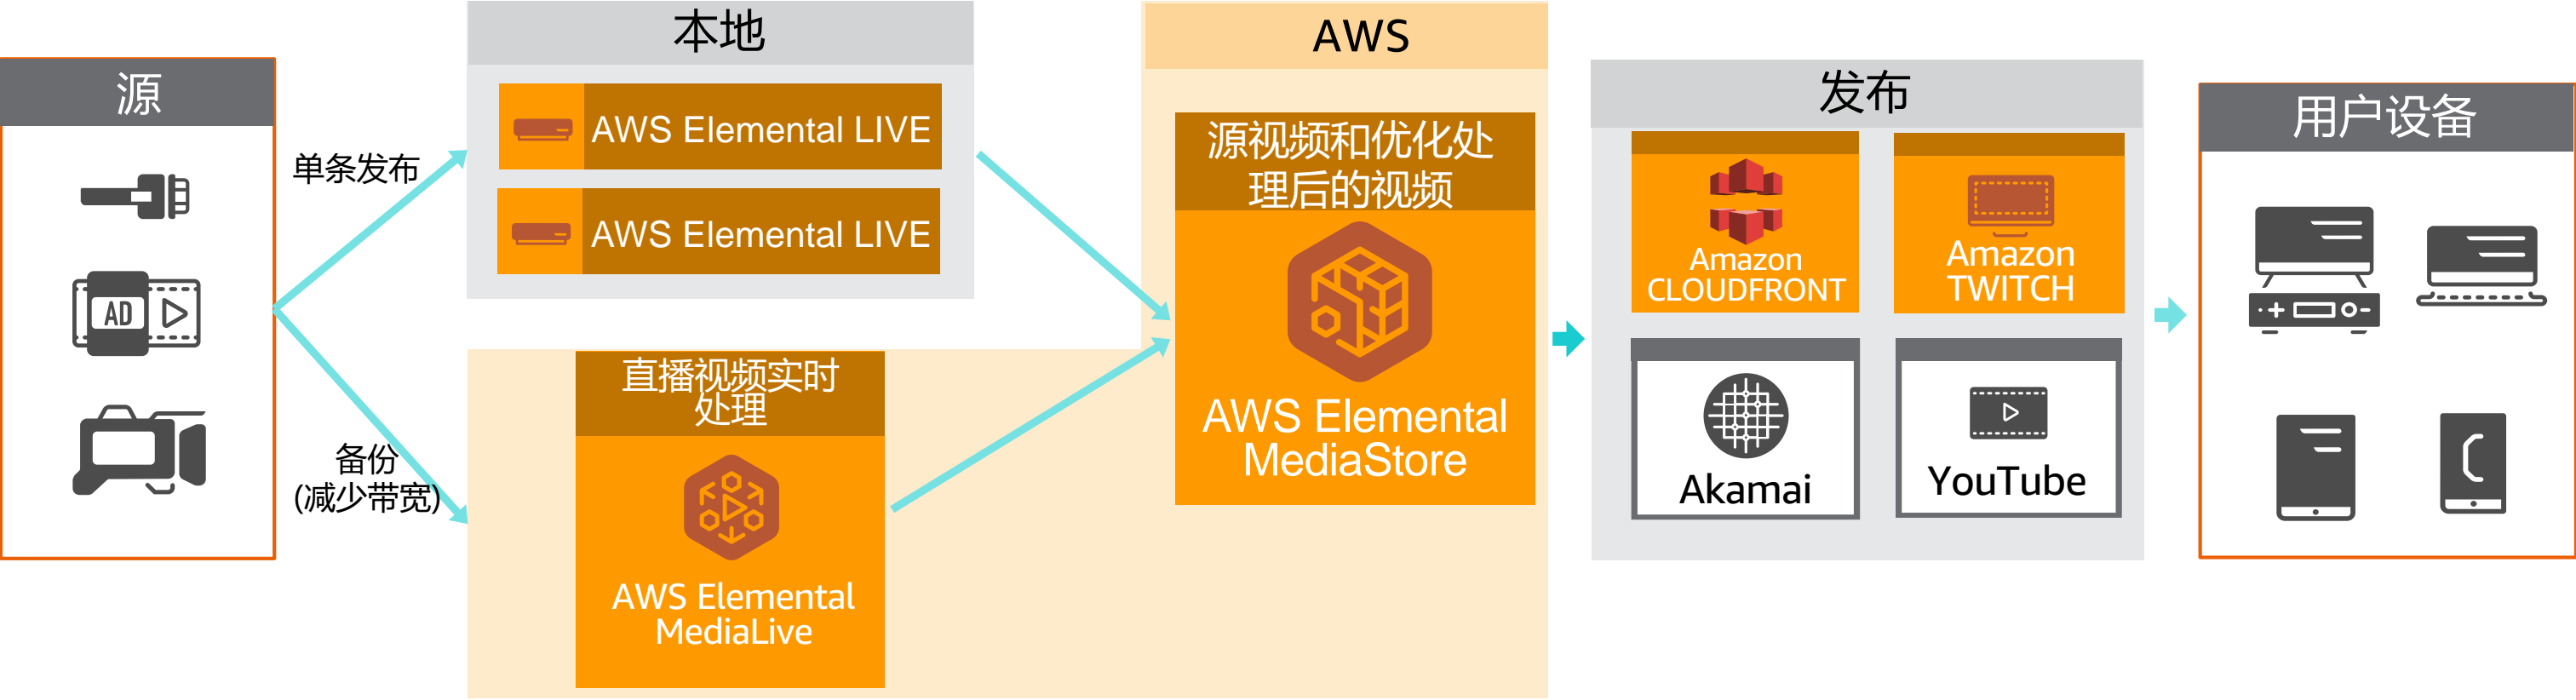 源
AD
单条发布
备份
(减少带宽)
本地
AWS Elemental LIVE
AWS Elemental LIVE
直播视频实时
处理
AWS Elemental
MediaLive
AWS
源视频和优化处
理后的视频
AWS Elemental
MediaStore
发布
Amazon
CLOUDFRONT
Amazon
TWITCH
Akamai
YouTube
用户设备